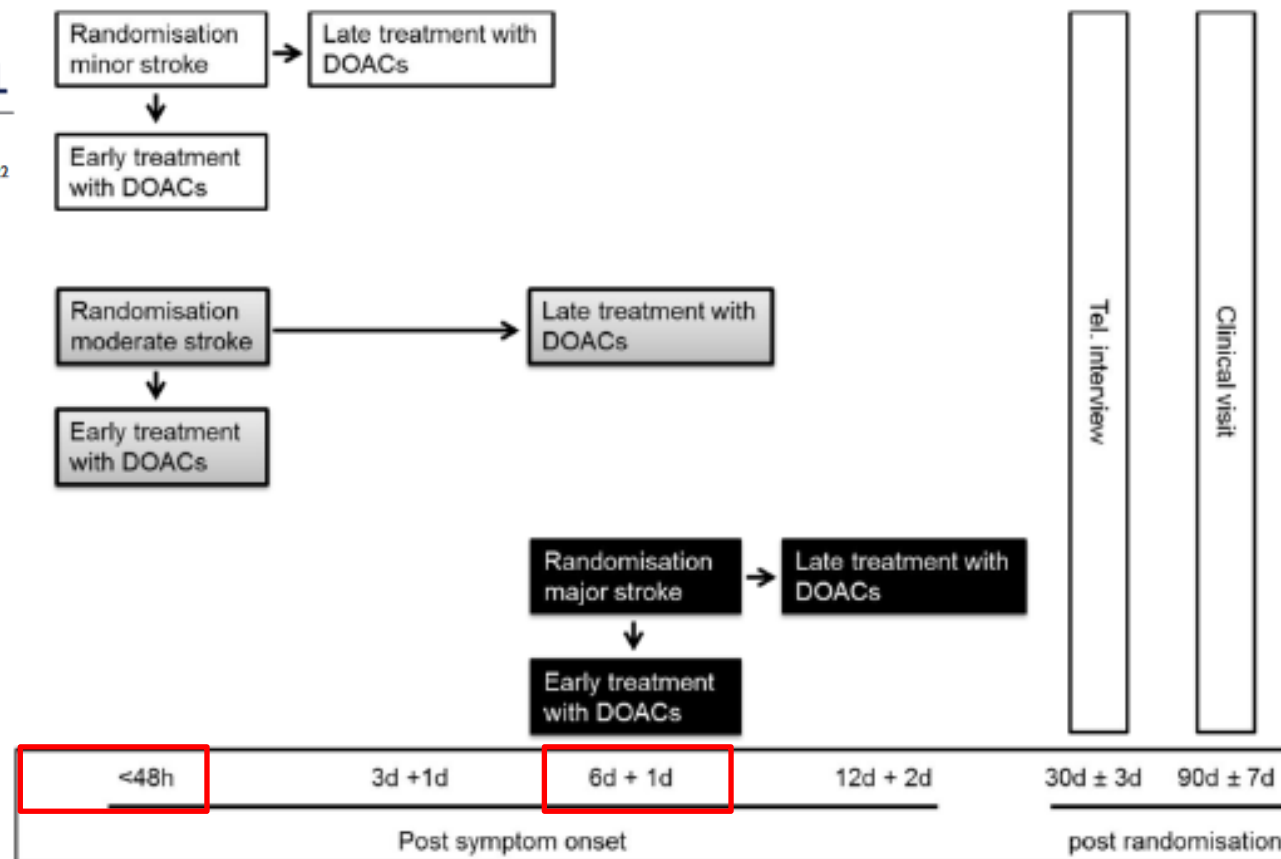 Randomisation
minor stroke
Late treatment with
DOACs
Early treatment
with DOACs
22
Randomisation
moderate stroke
Late treatment with
DOACs
Early treatment
with DOACs
Randomisation
major stroke
Late treatment with
DOACs
Early treatment
with DOACs
Tel. interview
Clinical visit
<48h 3d +1d 6d + 1d 12d + 2d 30d ± 3d 90d ± 7d
Post symptom onset post randomisation